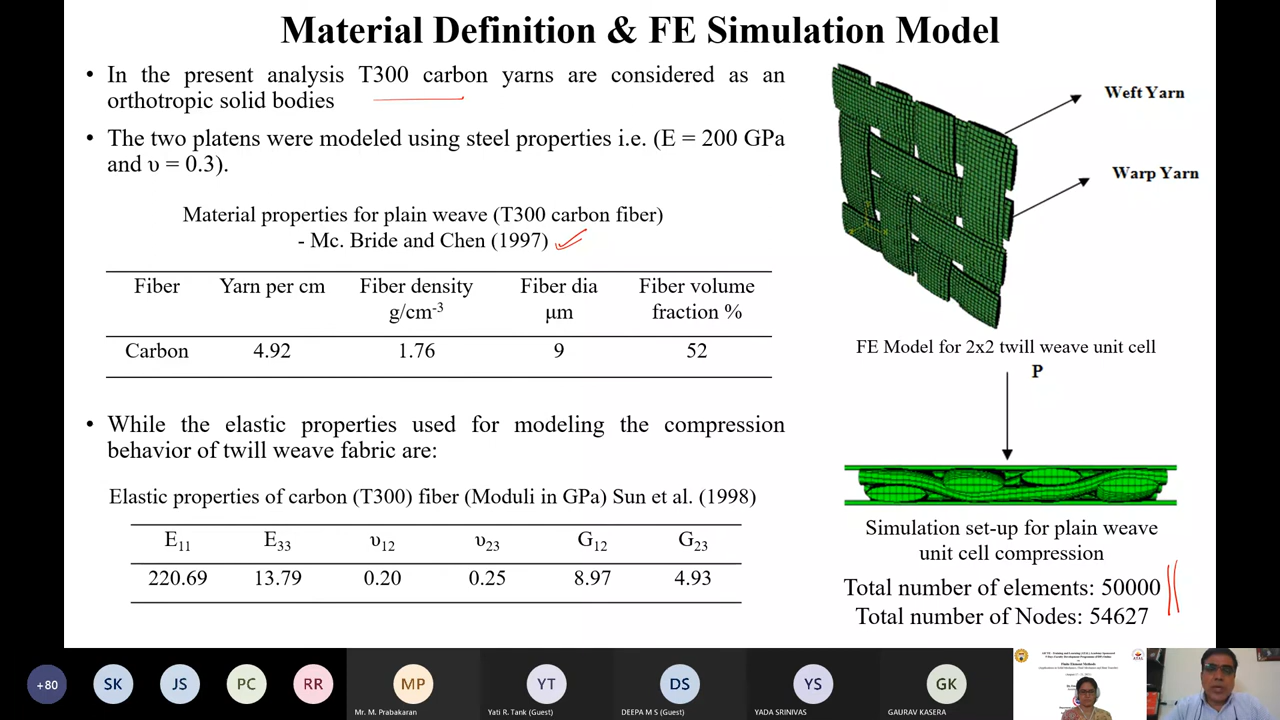 Material Definition & FE Simulation Model
• In the present analysis T300 carbon yarns are considered as an
orthotropic solid bodies
• The two platens were modeled using steel properties i.e. (E = 200 GPa
and υ = 0.3).
Material properties for plain weave (T300 carbon fiber)
- Mc. Bride and Chen (1997)
Fiber Yarn per cm Fiber density g/cm-3 Fiber dia μm Fiber volume fraction %
Carbon 4.92 1.76 9 52
• While the elastic properties used for modeling the compression
behavior of twill weave fabric are:
Elastic properties of carbon (T300) fiber (Moduli in GPa) Sun et al. (1998)
E11 E33 υ12 υ23 G12 G23
220.69 13.79 0.20 0.25 8.97 4.93
Weft Yarn
Warp Yarn
FE Model for 2x2 twill weave unit cell
P
Simulation set-up for plain weave
unit cell compression
Total number of elements: 50000
Total number of Nodes: 54627
+80 SK JS PC RR MP YT DS YS GK
Mr. M. Prabakaran Yati R. Tank (Guest) DEEPA M S (Guest) YADA SRINIVAS GAURAV KASERA